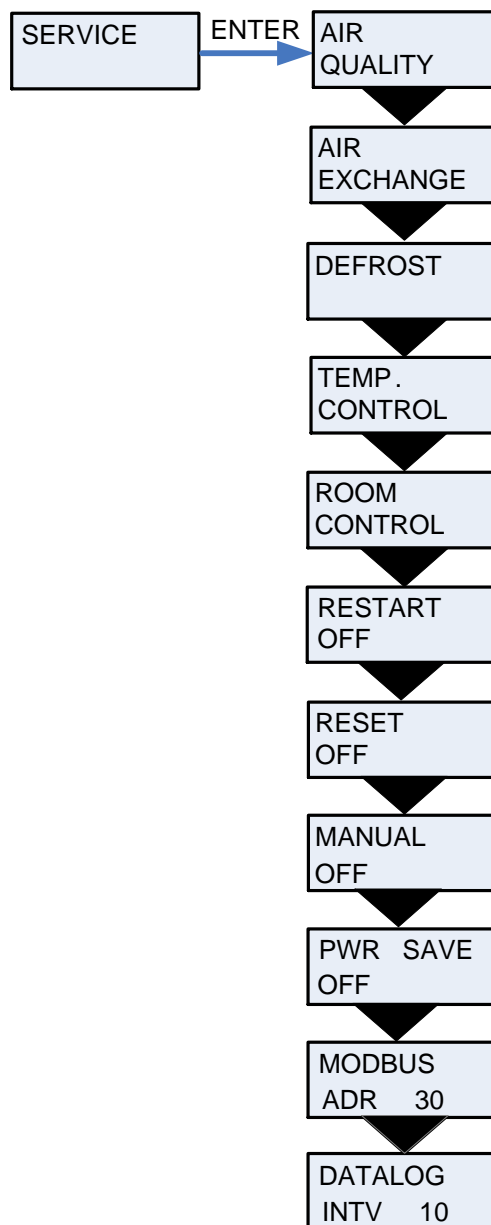 SERVICE
ENTER
AIR
QUALITY
AIR
EXCHANGE
DEFROST
TEMP.
CONTROL
ROOM
CONTROL
RESTART
OFF
RESET
OFF
MANUAL
OFF
PWR SAVE
OFF
MODBUS
ADR 30
DATALOG
INTV 10